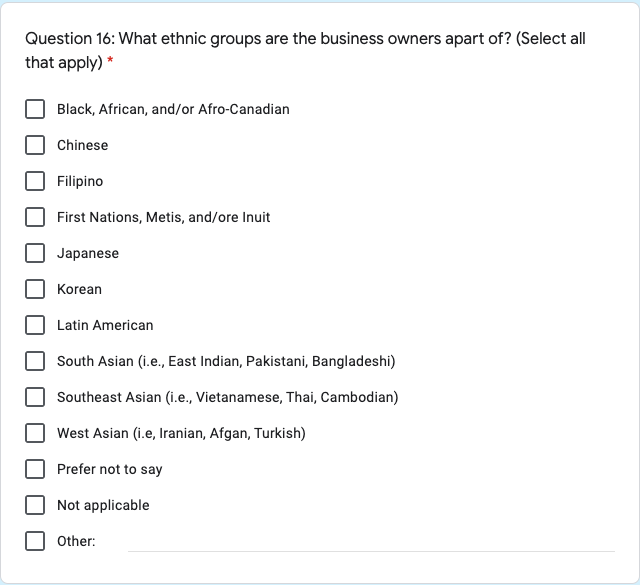 Question 16: What ethnic groups are the business owners apart of? (Select all
that apply) *
Black, African, and/or Afro-Canadian
Chinese
Filipino
First Nations, Metis, and/ore Inuit
Japanese
Korean
Latin American
South Asian (i.e., East Indian, Pakistani, Bangladeshi)
Southeast Asian (i.e., Vietanamese, Thai, Cambodian)
West Asian (i.e, Iranian, Afgan, Turkish)
Prefer not to say
Not applicable
Other: